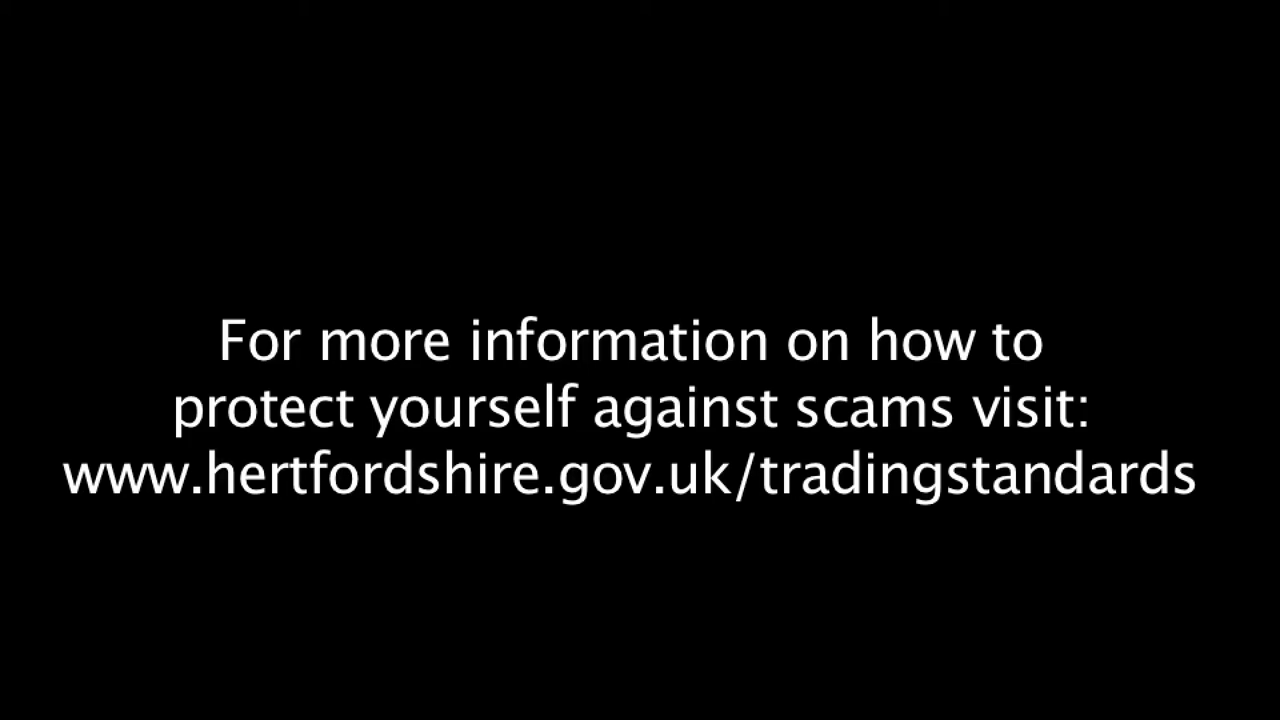 For more information on how to
protect yourself against scams visit:
www.hertfordshire.gov.uk/tradingstandards